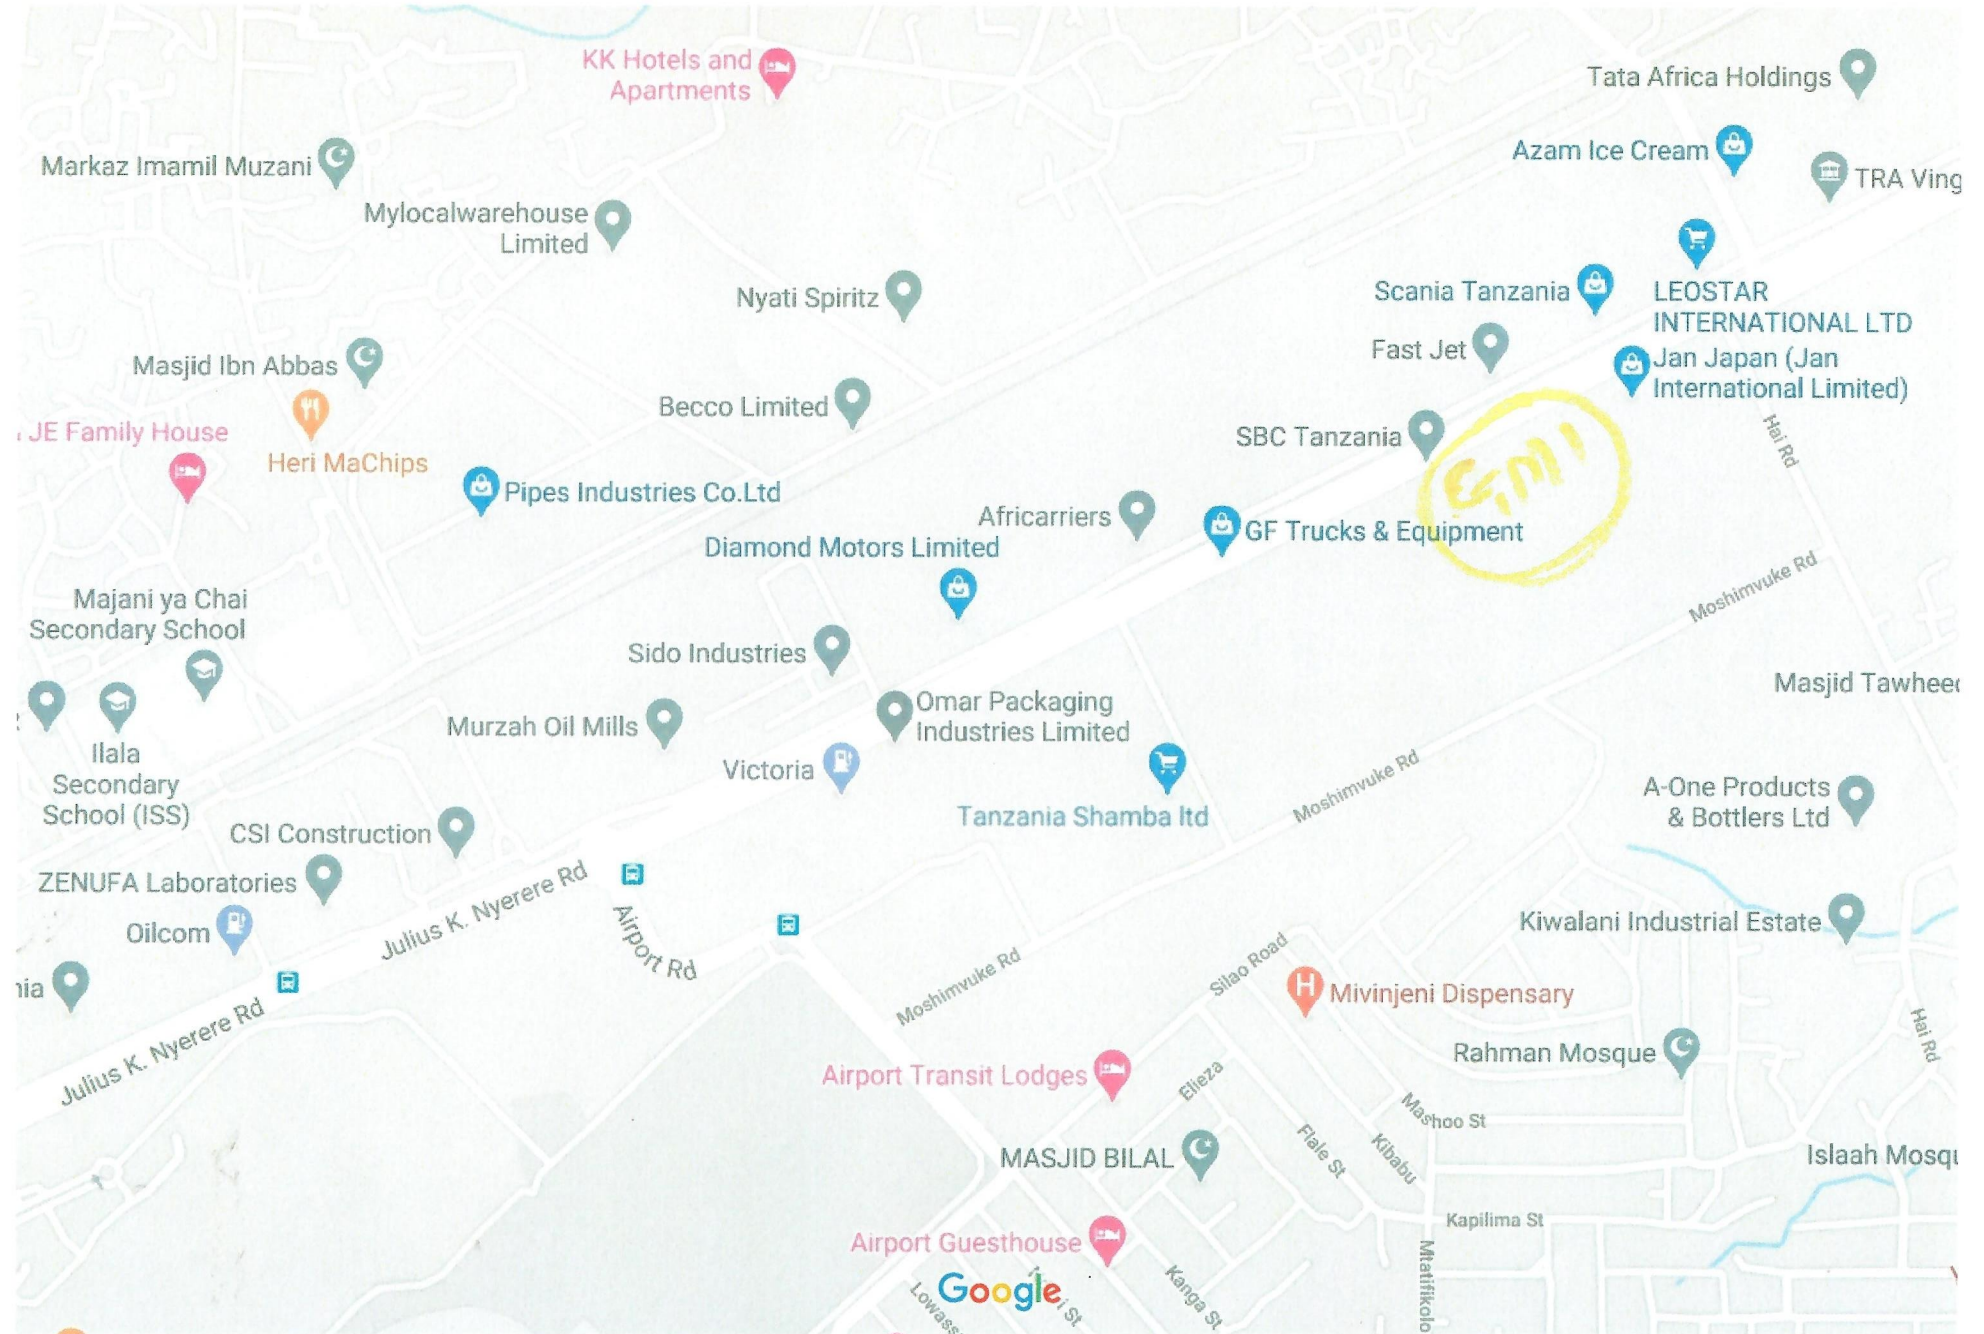 KK Hotels and
Apartments
Tata Africa Holdings
Azam Ice Cream
Markaz Imamil Muzani
TRA Ving
Mylocalwarehouse
Limited
Nyati Spiritz
Scania Tanzania
LEOSTAR
INTERNATIONAL LTD
Fast Jet
Jan Japan (Jan
International Limited)
Masjid Ibn Abbas
Becco Limited
JE Family House
SBC Tanzania
Hai Rd
Heri MaChips
Pipes Industries Co.Ltd
Africarriers
GF Trucks & Equipment
Diamond Motors Limited
Moshimvuke Rd
Majani ya Chai
Secondary School
Sido Industries
Masjid Tawheed
Omar Packaging
Industries Limited
Murzah Oil Mills
Ilala
Secondary
School (ISS)
Victoria
Moshimvuke Rd
A-One Products
& Bottlers Ltd
Tanzania Shamba ltd
CSI Construction
ZENUFA Laboratories
Julius K. Nyerere Rd
Oilcom
Airport Rd
Kiwalani Industrial Estate
Silao Road
Moshimvuke Rd
nia
Mivinjeni Dispensary
Hai Rd
Julius K. Nyerere Rd
Rahman Mosque
Airport Transit Lodges
Elieza
Mashoo St
Flale St
Kibabu
MASJID BILAL
Islaah Mosqu
Kapilima St
Airport Guesthouse
Mtatifikolo
Kanga St
Google
i St
Lowass